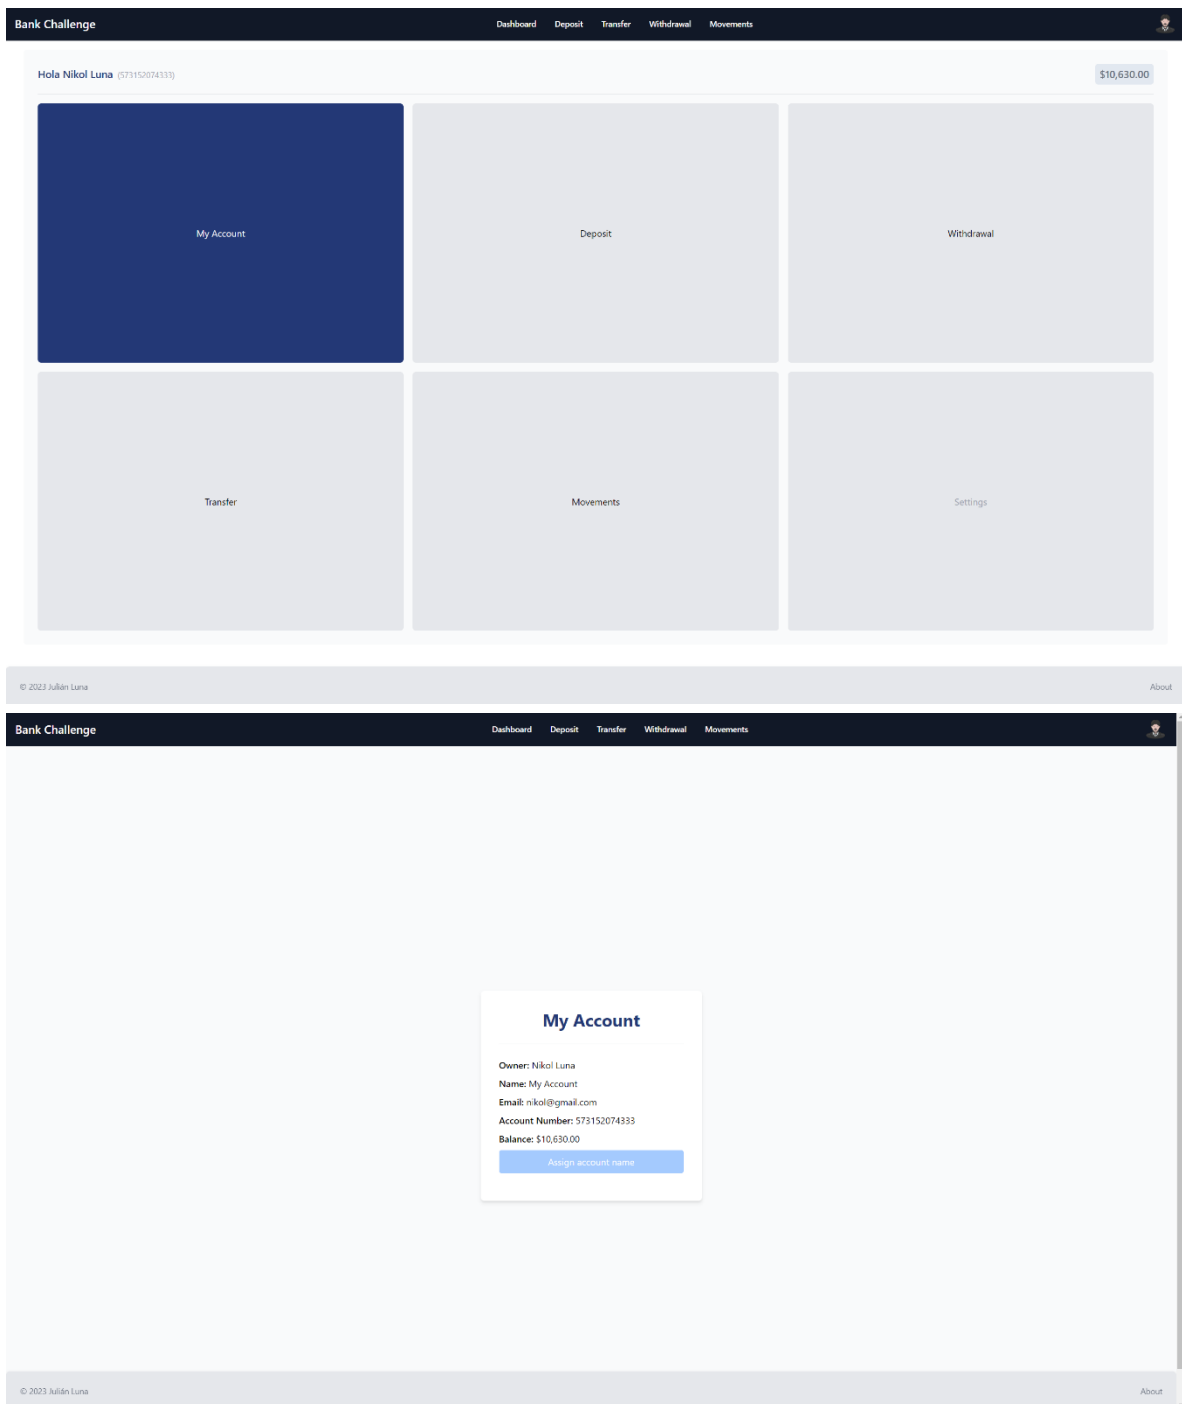 Bank Challenge
Dashboard Deposit Transfer Withdrawal Movements
Hola Nikol Luna (573152074333)
$10,630.00
My Account
Deposit
Withdrawal
Transfer
Movements
Settings
© 2023 Julián Luna
About
Bank Challenge
Dashboard Deposit Transfer Withdrawal Movements
My Account
Owner: Nikol Luna
Name: My Account
Email: nikol@gmail.com
Account Number: 573152074333
Balance: $10,630.00
Assign account name
© 2023 Julián Luna
About